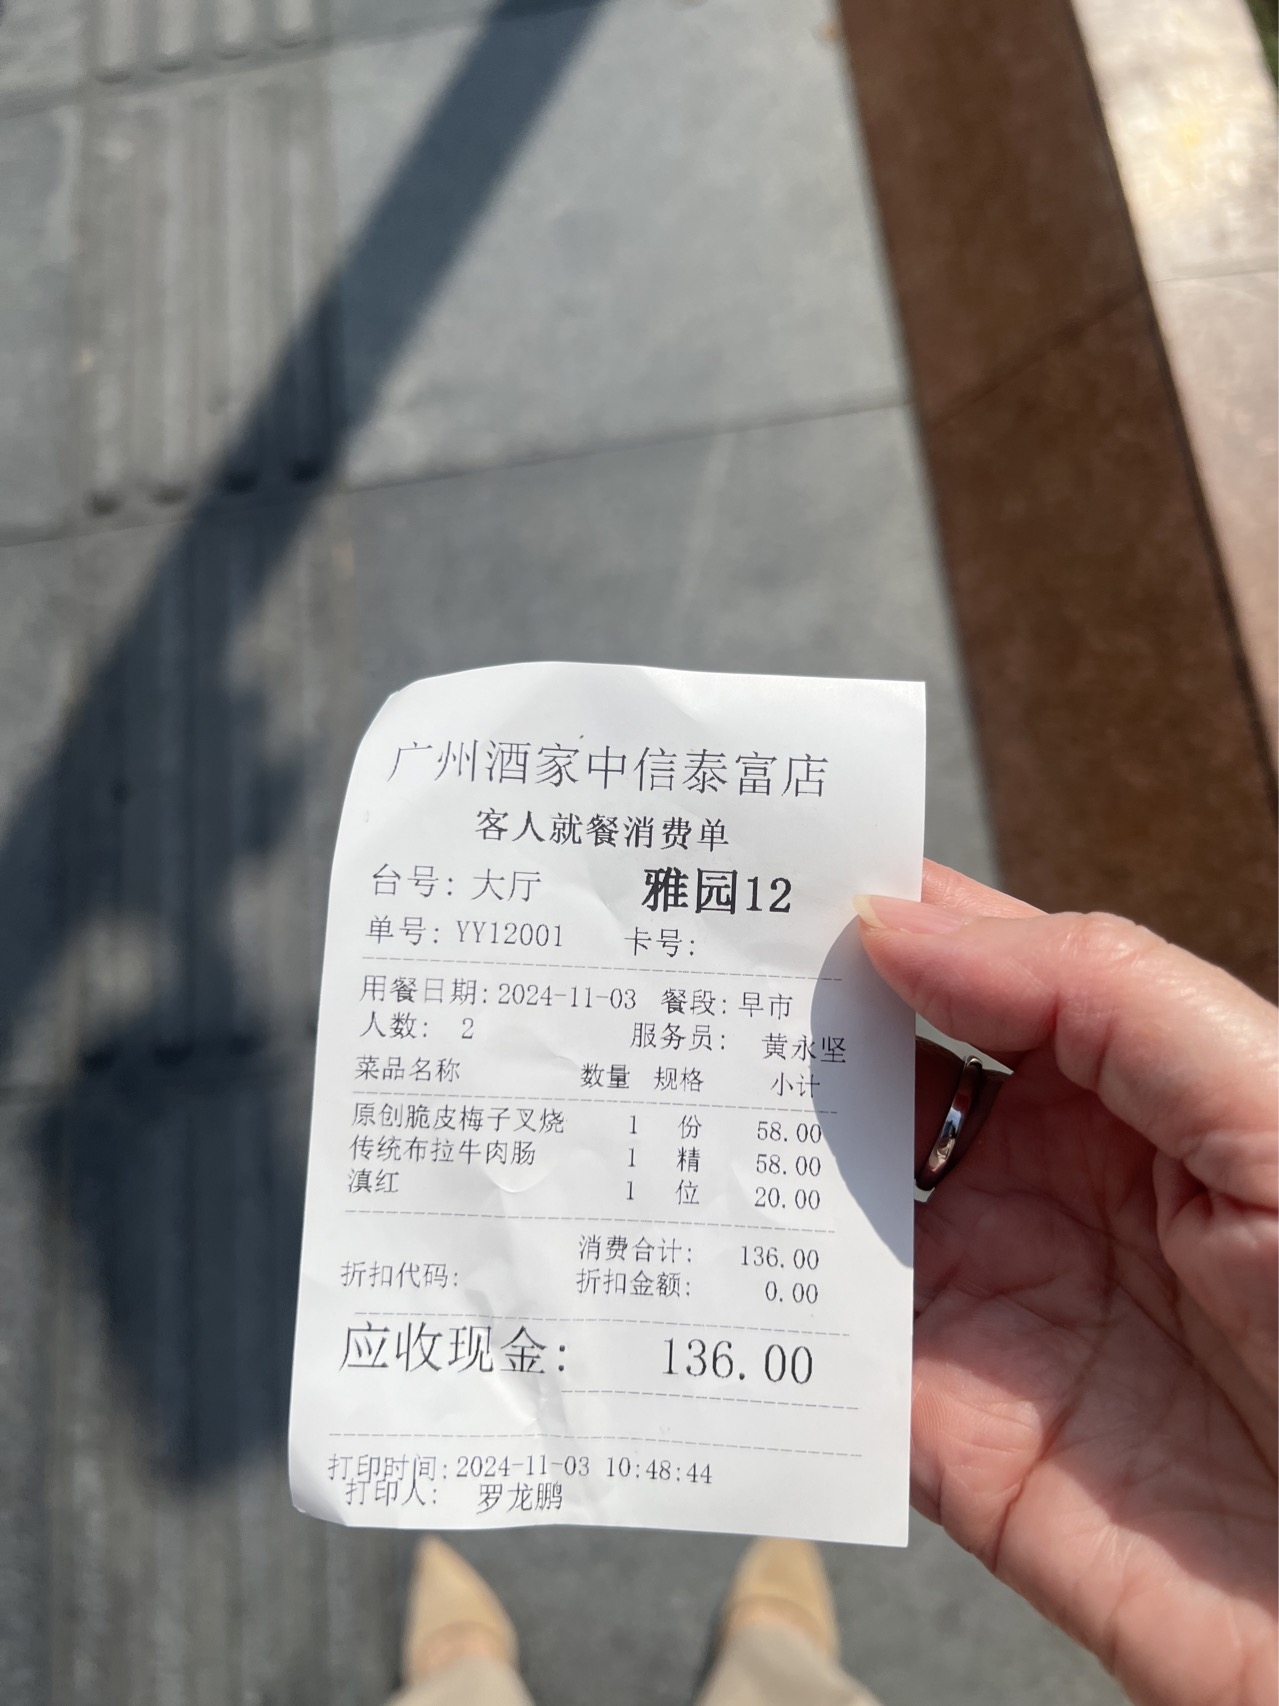 广州酒家中信泰富店
客人就餐消费单
台号: 大厅 雅园12
单号: YY12001 卡号:
用餐日期: 2024-11-03 餐段: 早市
人数: 2 服务员: 黄永坚
菜品名称 数量 规格 小计
原创脆皮梅子叉烧 1 份 58.00
传统布拉牛肉肠 1 精 58.00
滇红 1 位 20.00
消费合计: 136.00
折扣代码: 折扣金额: 0.00
应收现金: 136.00
打印时间: 2024-11-03 10:48:44
打印人: 罗龙鹏